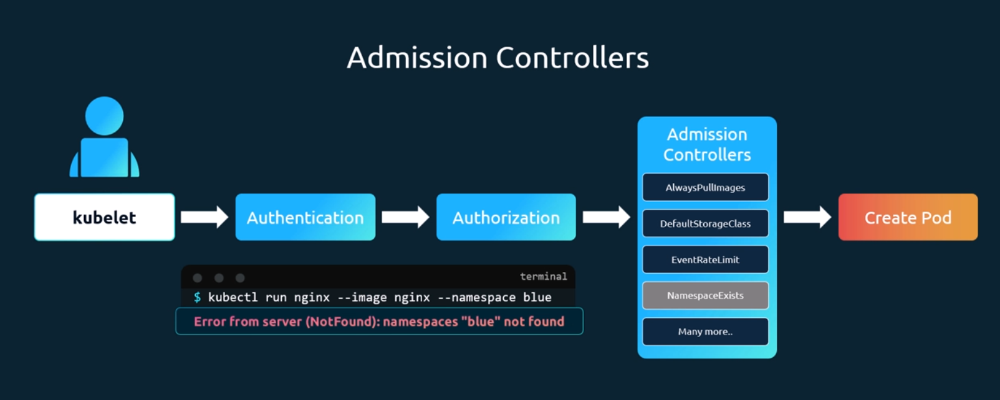 Admission Controllers
kubelet
Authentication
Authorization
Admission
Controllers
AlwaysPullImages
DefaultStorageClass
EventRateLimit
NamespaceExists
Many more..
Create Pod
terminal
$ kubectl run nginx --image nginx --namespace blue
Error from server (NotFound): namespaces "blue" not found